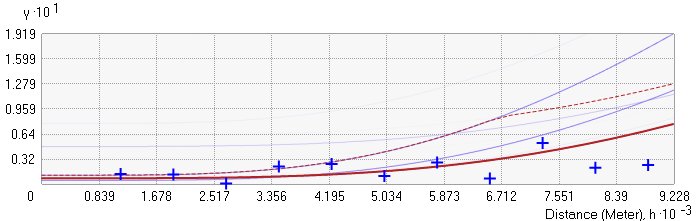 γ·10¹
1.919
1.599
1.279
0.959
0.64
0.32
0 0.839 1.678 2.517 3.356 4.195 5.034 5.873 6.712 7.551 8.39 9.228
Distance (Meter), h·10⁻³